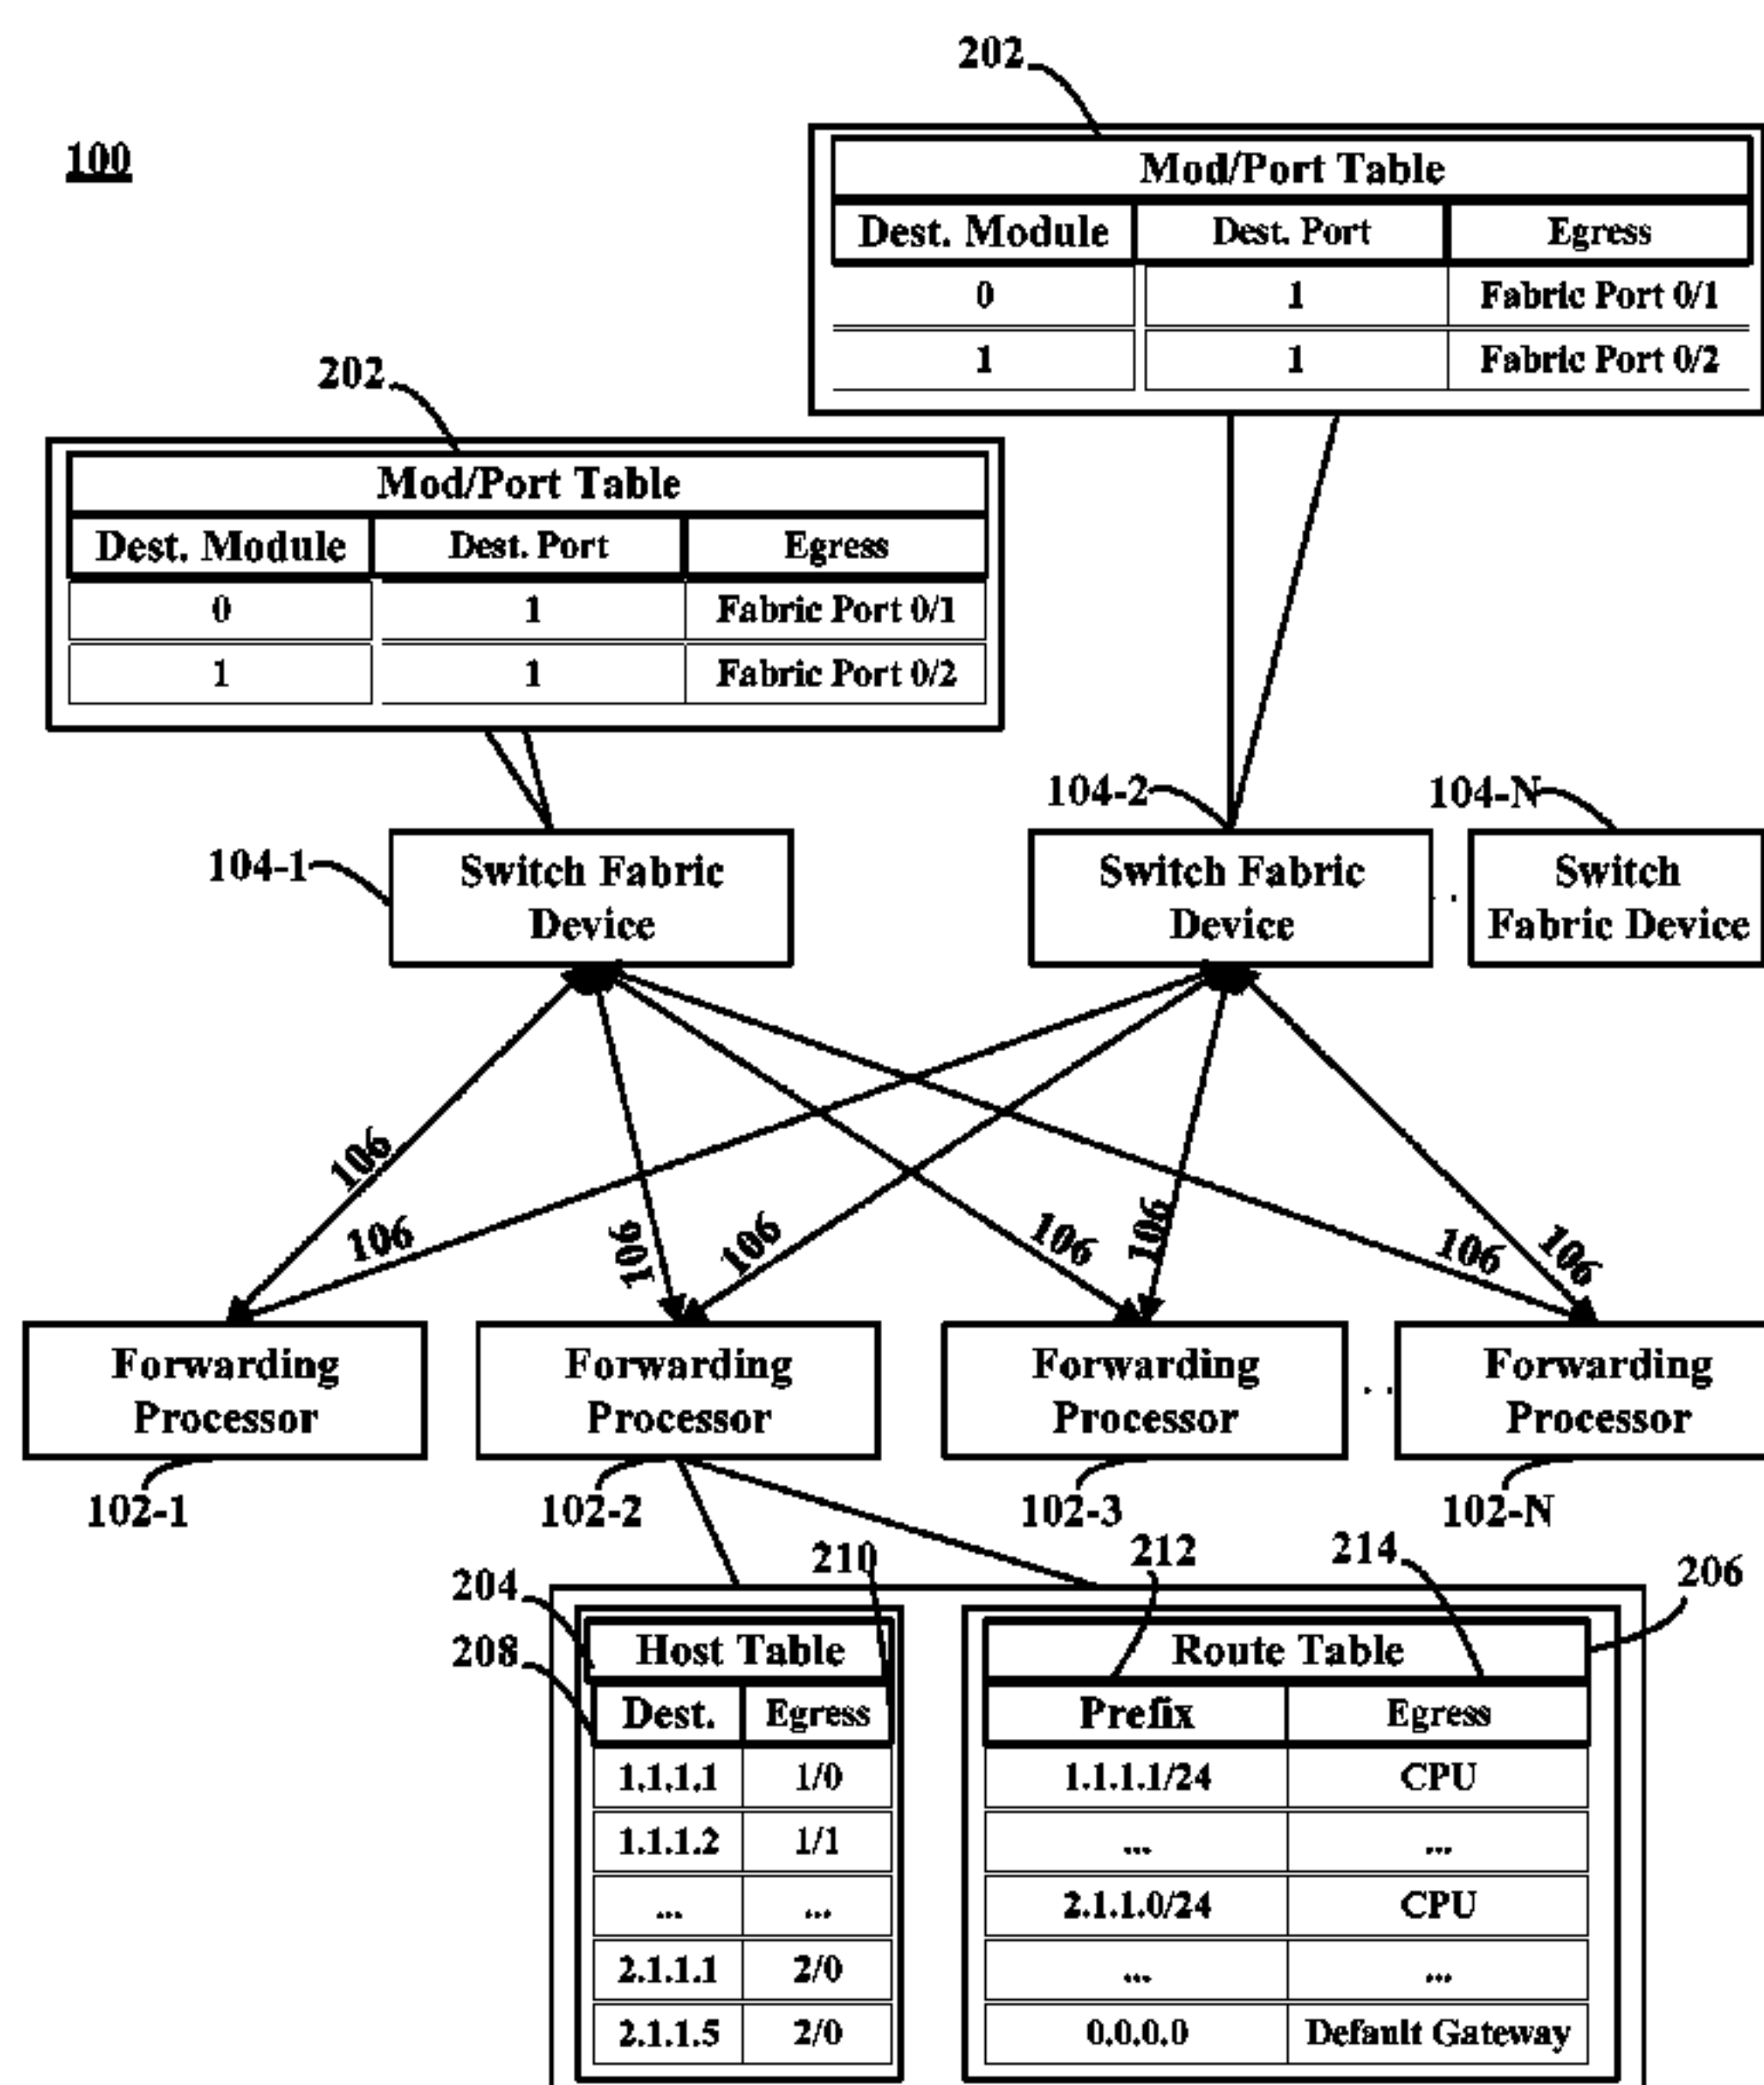 202
100
Mod/Port Table
Dest. Module Dest. Port Egress
0 1 Fabric Port 0/1
1 1 Fabric Port 0/2
202
Mod/Port Table
Dest. Module Dest. Port Egress
0 1 Fabric Port 0/1
1 1 Fabric Port 0/2
104-1
Switch Fabric
Device
104-2
Switch Fabric
Device
. .
104-N
Switch
Fabric Device
106
106
106
106
106
106
106
106
Forwarding
Processor
102-1
Forwarding
Processor
102-2
Forwarding
Processor
102-3
. .
Forwarding
Processor
102-N
204
208
210
212
214
206
Host Table
Dest. Egress
1.1.1.1 1/0
1.1.1.2 1/1
... ...
2.1.1.1 2/0
2.1.1.5 2/0
Route Table
Prefix Egress
1.1.1.1/24 CPU
... ...
2.1.1.0/24 CPU
... ...
0.0.0.0 Default Gateway